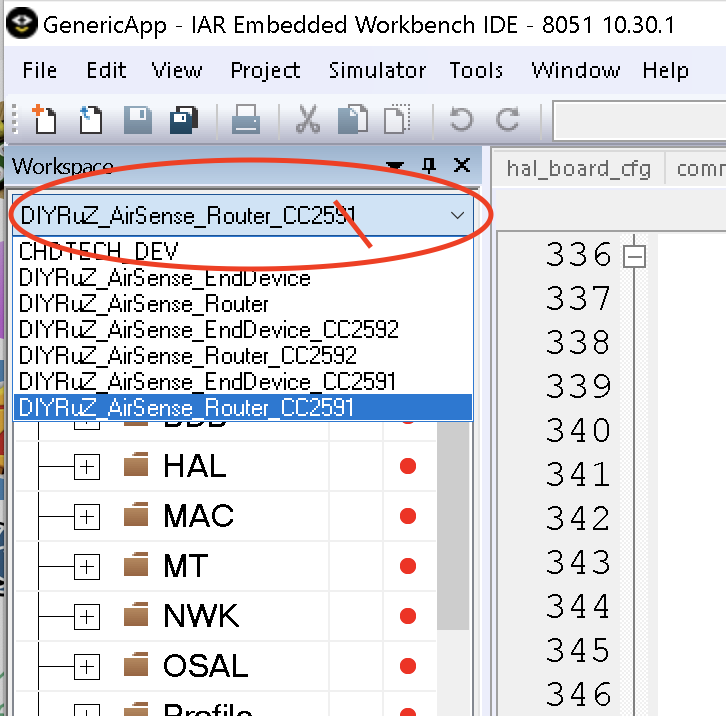 GenericApp - IAR Embedded Workbench IDE - 8051 10.30.1
File Edit View Project Simulator Tools Window Help
Workspace
hal_board_cfg
DIYRuZ_AirSense_Router_CC2591
CHDTECH_DEV
DIYRuZ_AirSense_EndDevice
DIYRuZ_AirSense_Router
DIYRuZ_AirSense_EndDevice_CC2592
DIYRuZ_AirSense_Router_CC2592
DIYRuZ_AirSense_EndDevice_CC2591
DIYRuZ_AirSense_Router_CC2591
HAL
MAC
MT
NWK
OSAL
Profile
336
337
338
339
340
341
342
343
344
345
346